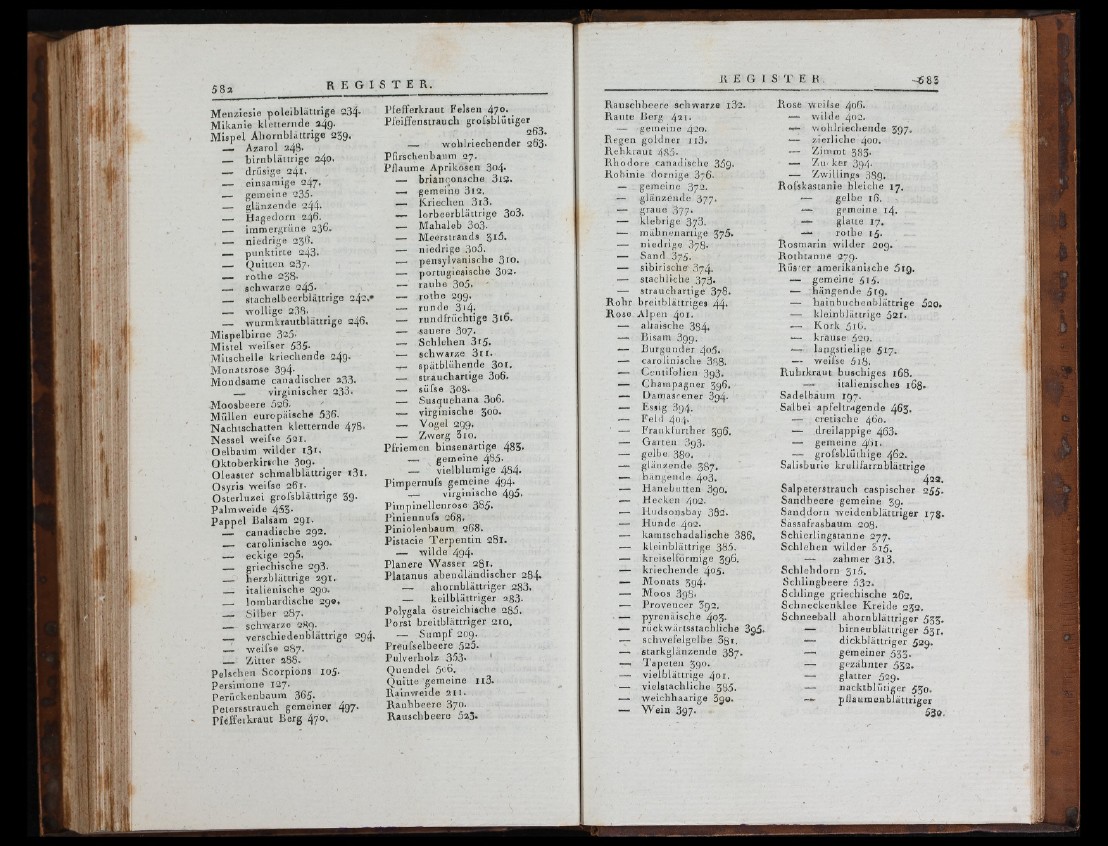 582 REGISTER.
Menziesie poleiblättrige 234.
Mikanie kletternde 249.
Mispel Ahornblättrige 239.
— Azarol 248.
— birnblättrige 240.
— drüsige 241.
— einsamige 247.
— gemeine 235.
— glänzende 244.
— Hagedorn 246.
— immergrüne 236.
— niedrige 236.
— punktirte 243.
— Quitten 237.
— rothe 238.
— schwarze 245.
— stachelbeerblättrige 242.
— wollige 238.
— wurmkrautblättrige 246.
Mispelbirne 325.
Mistel weifser 535.
Mitschelle kriechende 249.
Monatsrose 394.
Mondsame canadischer 233.
— virginischer 233.
Moosbeere 526.
Müllen europäische 536.
Nachtschatten kletternde 478.
Nessel weifse 521.
Oelbaum wilder 131.
Oktoberkirsche 309.
Oleaster schmalblättriger 131.
Osyris weifse 261.
Osterluzei grofsblättrige 39.
Palmweide 453.
Pappel Balsam 291.
— canadische 292.
— carolinische 290.
— eckige 295.
— griechische 293.
— herzblättrige 291.
— italienische 290.
— lombardische 290.
— Silber 287.
— schwarze 289.
— verschiedenblättrige 294.
— weifse 287.
— Zitter 288.
Pelschen Scorpions 105.
Persimone 127.
Perückenbaum 365.
Petersstrauch gemeiner 497.
Pfefferkraut Berg 470.
Pfefferkraut Felsen 470.
Pfeiffenstrauch grofsblütiger
263.
— wohlriechender 263.
Pfirschenbaum 27.
Pflaume Aprikosen 304.
— briançonsche 312.
— gemeine 312.
— Kriechen 313.
— lorbeerblättrige 303.
— Mahaleb 303.
— Meerstrands 315.
— niedrige 305.
— pensylvanische 310.
— portugiesische 302.
— rauhe 305.
— rothe 299.
— runde 314.
— rundfrüchtige 316.
— sauere 307.
— Schlehen 315.
— schwarze 311.
— spätblühende 301.
— strauchartige 306.
— süfse 308.
— Susquehana 306.
— virginische 300.
— Vogel 299.
— Zwerg 310.
Pfriemen binsenartige 483.
— gemeine 485.
— vielblumige 484.
Pimpernufs gemeine 494.
— virginische 495.
Pimpinellenrose 385.
Piniennufs 268.
Piniolenbaum 268.
Pistacie Terpentin 281.
— wilde 494.
Planere Wasser 281.
Platanus abendländischer 284.
— ahornblättriger 283.
— keilblättriger 283.
Polygala östreichische 285.
Porst breitblättriger 210.
— Sumpf 209.
Preufselbeere 525.
Pulverholz 353.
Quendel 506.
Quitte gemeine 113.
Rainweide 211.
Rauhbeere 370.
Rauschbeere 523.
REGISTER. 583
Rauschbeere schwarze 132.
Raute Berg 421.
— gemeine 420.
Regen goldner 113.
Rehkraut 485.
Rhodore canadische 359.
Robinie dornige 376.
— gemeine 372.
— glänzende 377.
— graue 377.
— klebrige 373.
— mähnenartige 375.
— niedrige 378.
— Sand 375.
— sibirische 374.
— stachliche 373.
— strauchartige 378.
Rohr breitblättriges 44.
Rose Alpen 401.
— altaische 384.
— Bisam 399.
— Burgunder 405.
— carolinische 388.
— Centifolien 393.
— Champagner 396.
— Damascener 394.
— Essig 394.
— Feld 404.
— Frankfurther 396.
— Garten 393.
— gelbe 380.
— glänzende 387.
— hängende 403.
— Hanebutten 390.
— Hecken 402.
— Hudsonsbay 382.
— Hunde 402.
— kamtschadalische 386.
— kleinblättrige 385.
— kreiselförmige 396.
— kriechende 405.
— Monats 394.
— Moos 398.
— Provencer 392.
— pyrenäische 403.
— rückwärtsstachliche 395.
— schwefelgelbe 381.
— starkglänzende 387.
— Tapeten 390.
— vielblättrige 401.
— vielstachliche 385.
— weichhaarige 390.
— Wein 397.
Rose weifse 406.
— wilde 402.
— wohlriechende 397.
— zierliche 400.
— Zimmt 383.
— Zucker 394.
— Zwillings 389.
Rofskastanie bleiche 17.
— gelbe 16.
— gemeine 14.
— glatte 17.
— rothe 15.
Rosmarin wilder 209.
Rothtanne 279.
Rüster amerikanische 519.
— gemeine 515.
— hängende 519.
— hainbuchenblättrige 520.
— kleinblättrige 521.
— Kork 516.
— krause 520.
— langstielige 517.
— weifse 518.
Ruhrkraut buschiges 168.
— italienisches 168.
Sadelbaum 197.
Salbei apfeltragende 463.
— cretische 460.
— dreilappige 463.
— gemeine 461.
— grofsblüthige 462.
Salisburie krullfarrnblättrige
422.
Salpeterstrauch caspischer 255.
Sandbeere gemeine 39.
Sanddorn weidenblättriger 178.
Sassafrasbaum 208.
Schierlingstanne 277.
Schlehen wilder 315.
— zahmer 313.
Schlehdorn 315.
Schlingbeere 532.
Schlinge griechische 262.
Schneckenklee Kreide 232.
Schneeball ahornblättriger 533.
— birnenblättriger 531.
— dickblättriger 529.
— gemeiner 533.
— gezähnter 532.
— glatter 529.
— nacktblütiger 530.
— pflaumenblättriger
530.